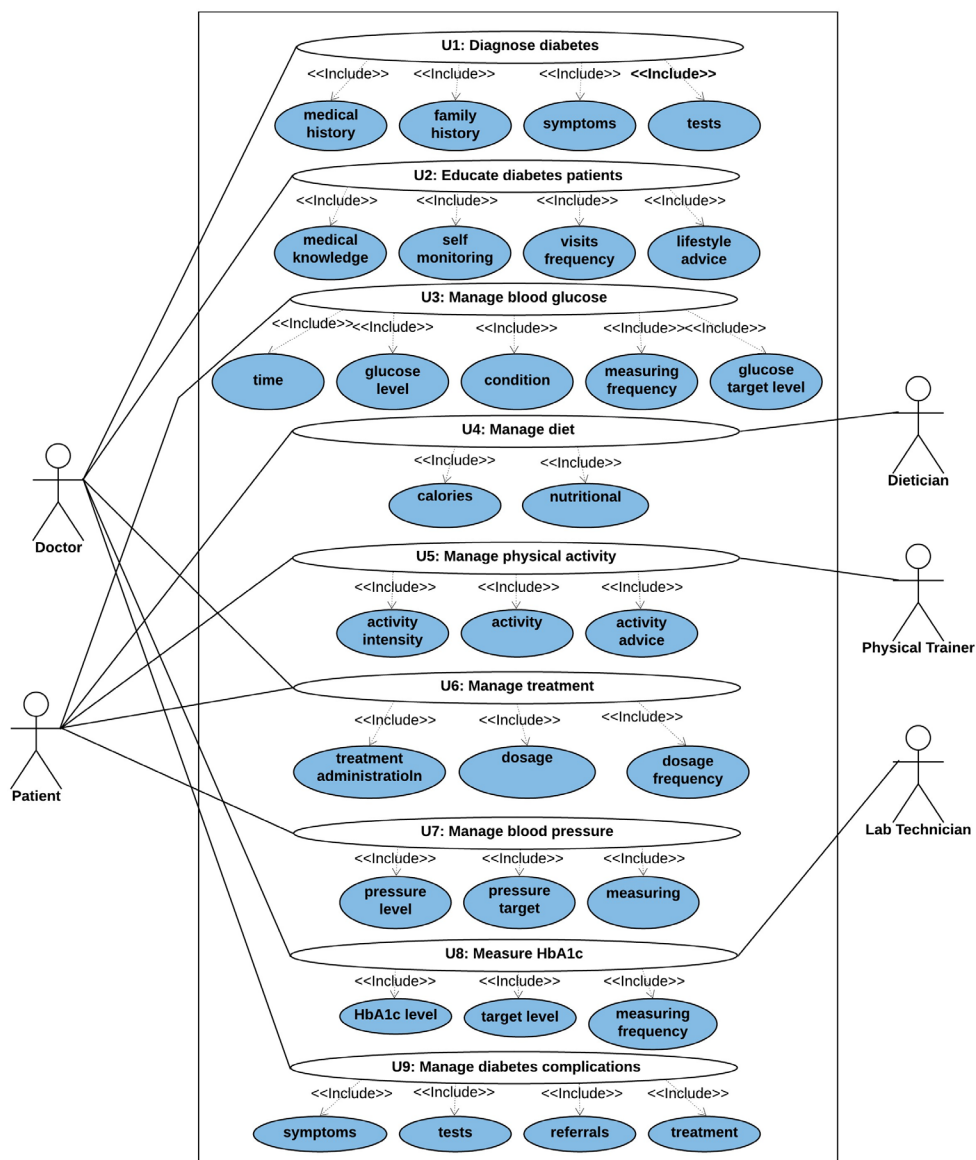 U1: Diagnose diabetes
<<Include>> <<Include>> <<Include>> <<Include>>
medical
history
family
history
symptoms
tests
U2: Educate diabetes patients
<<Include>> <<Include>> <<Include>> <<Include>>
medical
knowledge
self
monitoring
visits
frequency
lifestyle
advice
U3: Manage blood glucose
<<Include>> <<Include>> <<Include>> <<Include>> <<Include>>
time
glucose
level
condition
measuring
frequency
glucose
target level
U4: Manage diet
<<Include>> <<Include>>
calories
nutritional
Dietician
Doctor
U5: Manage physical activity
<<Include>> <<Include>> <<Include>>
activity
intensity
activity
activity
advice
Physical Trainer
U6: Manage treatment
<<Include>> <<Include>> <<Include>>
treatment
administratioln
dosage
dosage
frequency
Patient
Lab Technician
U7: Manage blood pressure
<<Include>> <<Include>> <<Include>>
pressure
level
pressure
target
measuring
U8: Measure HbA1c
<<Include>> <<Include>> <<Include>>
HbA1c level
target level
measuring
frequency
U9: Manage diabetes complications
<<Include>> <<Include>> <<Include>> <<Include>>
symptoms
tests
referrals
treatment